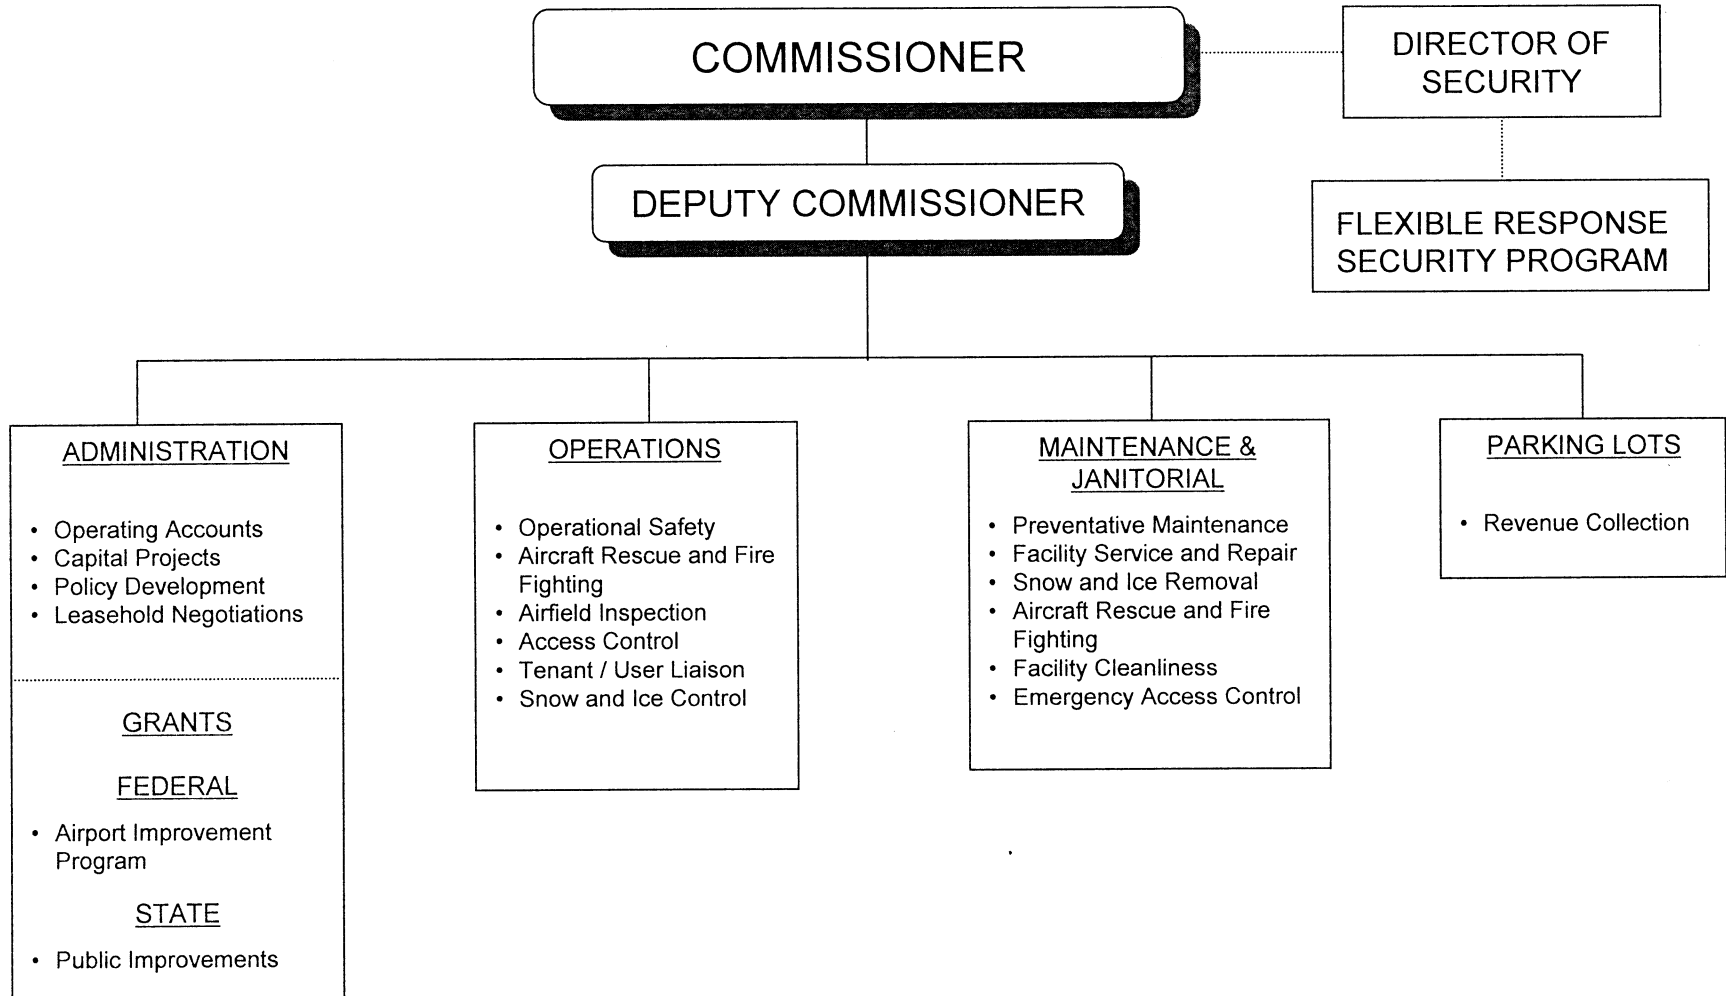 COMMISSIONER
DIRECTOR OF
SECURITY
DEPUTY COMMISSIONER
FLEXIBLE RESPONSE
SECURITY PROGRAM
ADMINISTRATION
• Operating Accounts
• Capital Projects
• Policy Development
• Leasehold Negotiations
GRANTS
FEDERAL
• Airport Improvement
Program
STATE
• Public Improvements
OPERATIONS
• Operational Safety
• Aircraft Rescue and Fire
Fighting
• Airfield Inspection
• Access Control
• Tenant / User Liaison
• Snow and Ice Control
MAINTENANCE &
JANITORIAL
• Preventative Maintenance
• Facility Service and Repair
• Snow and Ice Removal
• Aircraft Rescue and Fire
Fighting
• Facility Cleanliness
• Emergency Access Control
PARKING LOTS
• Revenue Collection